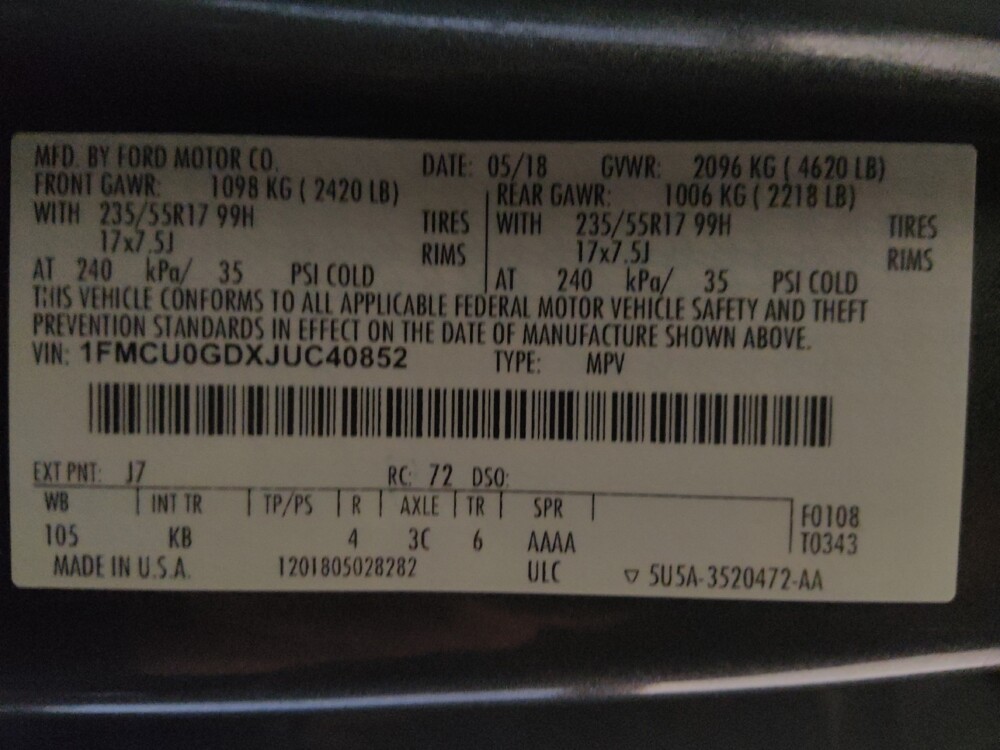 MFD. BY FORD MOTOR CO. DATE: 05/18 GVWR: 2096 KG ( 4620 LB)
FRONT GAWR: 1098 KG ( 2420 LB) REAR GAWR: 1006 KG ( 2218 LB)
WITH 235/55R17 99H TIRES WITH 235/55R17 99H TIRES
17x7.5J RIMS 17x7.5J RIMS
AT 240 kPa/ 35 PSI COLD AT 240 kPa/ 35 PSI COLD
THIS VEHICLE CONFORMS TO ALL APPLICABLE FEDERAL MOTOR VEHICLE SAFETY AND THEFT
PREVENTION STANDARDS IN EFFECT ON THE DATE OF MANUFACTURE SHOWN ABOVE.
VIN: 1FMCU0GDXJUC40852 TYPE: MPV
EXT PNT: J7 RC: 72 DSO:
WB INT TR TP/PS R AXLE TR SPR F0108
105 KB 4 3C 6 AAAA T0343
MADE IN U.S.A. 1201805028282 ULC ▽ 5U5A-3520472-AA